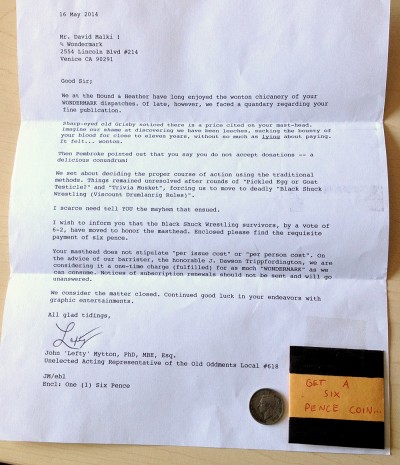 16 May 2014
Mr. David Malki !
℅ Wondermark
2554 Lincoln Blvd #214
Venice CA 90291
Good Sir;
We at the Hound & Heather have long enjoyed the wonton chicanery of your
WONDERMARK dispatches. Of late, however, we faced a quandary regarding your
fine publication.
Sharp-eyed old Grizby noticed there is a price cited on your mast-head.
Imagine our shame at discovering we have been leeches, sucking the bounty of
your blood for close to eleven years, without so much as lying about paying.
It felt... wonton.
Then Pembroke pointed out that you say you do not accept donations -- a
delicious conundrum!
We set about deciding the proper course of action using the traditional
methods. Things remained unresolved after rounds of "Pickled Egg or Goat
Testicle?" and "Trivia Musket", forcing us to move to deadly "Black Shuck
Wrestling (Viscount Drumlanrig Rules)".
I scarce need tell YOU the mayhem that ensued.
I wish to inform you that the Black Shuck Wrestling survivors, by a vote of
6-2, have moved to honor the masthead. Enclosed please find the requisite
payment of six pence.
Your masthead does not stipulate "per issue cost" or "per person cost". On
the advice of our barrister, the honorable J. Dawson Trippfordington, we are
considering it a one-time charge (fulfilled) for as much "WONDERMARK" as we
can consume. Notices of subscription renewals should not be sent and will go
unanswered.
We consider the matter closed. Continued good luck in your endeavors with
graphic entertainments.
All glad tidings,
Lefty
John 'Lefty' Mytton, PhD, MBE, Esq.
Unelected Acting Representative of the Old Oddments Local #618
JM/ebl
Encl: One (1) Six Pence
GET A
SIX
PENCE COIN...